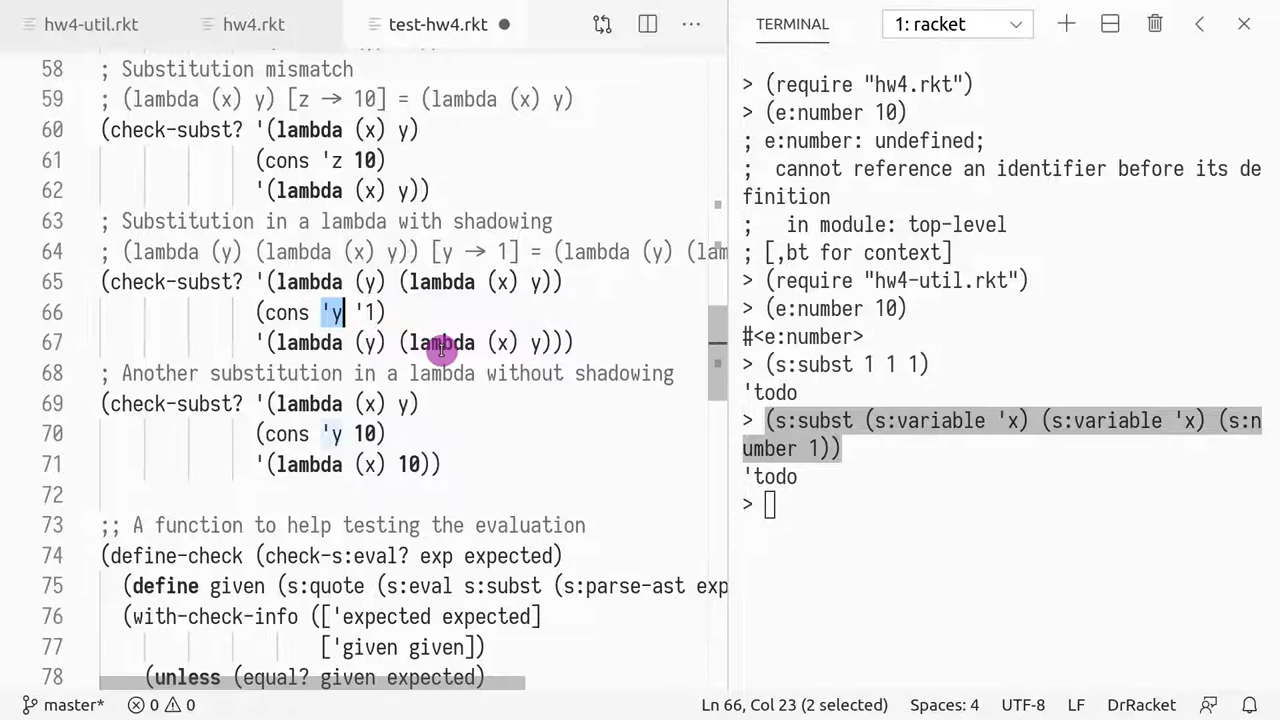 hw4-util.rkt hw4.rkt test-hw4.rkt
58 ; Substitution mismatch
59 ; (lambda (x) y) [z → 10] = (lambda (x) y)
60 (check-subst? '(lambda (x) y)
61 (cons 'z 10)
62 '(lambda (x) y))
63 ; Substitution in a lambda with shadowing
64 ; (lambda (y) (lambda (x) y)) [y → 1] = (lambda (y) (lam
65 (check-subst? '(lambda (y) (lambda (x) y))
66 (cons 'y '1)
67 '(lambda (y) (lambda (x) y)))
68 ; Another substitution in a lambda without shadowing
69 (check-subst? '(lambda (x) y)
70 (cons 'y 10)
71 '(lambda (x) 10))
72
73 ;; A function to help testing the evaluation
74 (define-check (check-s:eval? exp expected)
75 (define given (s:quote (s:eval s:subst (s:parse-ast exp
76 (with-check-info (['expected expected]
77 ['given given])
78 (unless (equal? given expected)
TERMINAL 1: racket
> (require "hw4.rkt")
> (e:number 10)
; e:number: undefined;
;  cannot reference an identifier before its de
finition
;   in module: top-level
; [,bt for context]
> (require "hw4-util.rkt")
> (e:number 10)
#<e:number>
> (s:subst 1 1 1)
'todo
> (s:subst (s:variable 'x) (s:variable 'x) (s:n
umber 1))
'todo
>
master* 0 0 Ln 66, Col 23 (2 selected) Spaces: 4 UTF-8 LF DrRacket